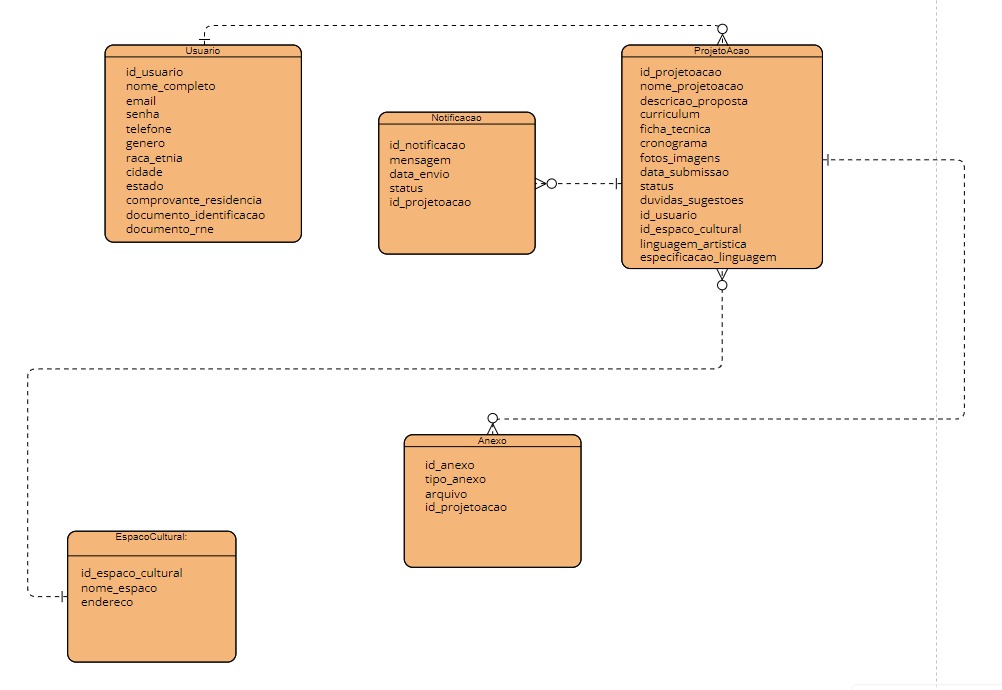 Usuario
id_usuario
nome_completo
email
senha
telefone
genero
raca_etnia
cidade
estado
comprovante_residencia
documento_identificacao
documento_rne
Notificacao
id_notificacao
mensagem
data_envio
status
id_projetoacao
ProjetoAcao
id_projetoacao
nome_projetoacao
descricao_proposta
curriculum
ficha_tecnica
cronograma
fotos_imagens
data_submissao
status
duvidas_sugestoes
id_usuario
id_espaco_cultural
linguagem_artistica
especificacao_linguagem
Anexo
id_anexo
tipo_anexo
arquivo
id_projetoacao
EspacoCultural:
id_espaco_cultural
nome_espaco
endereco